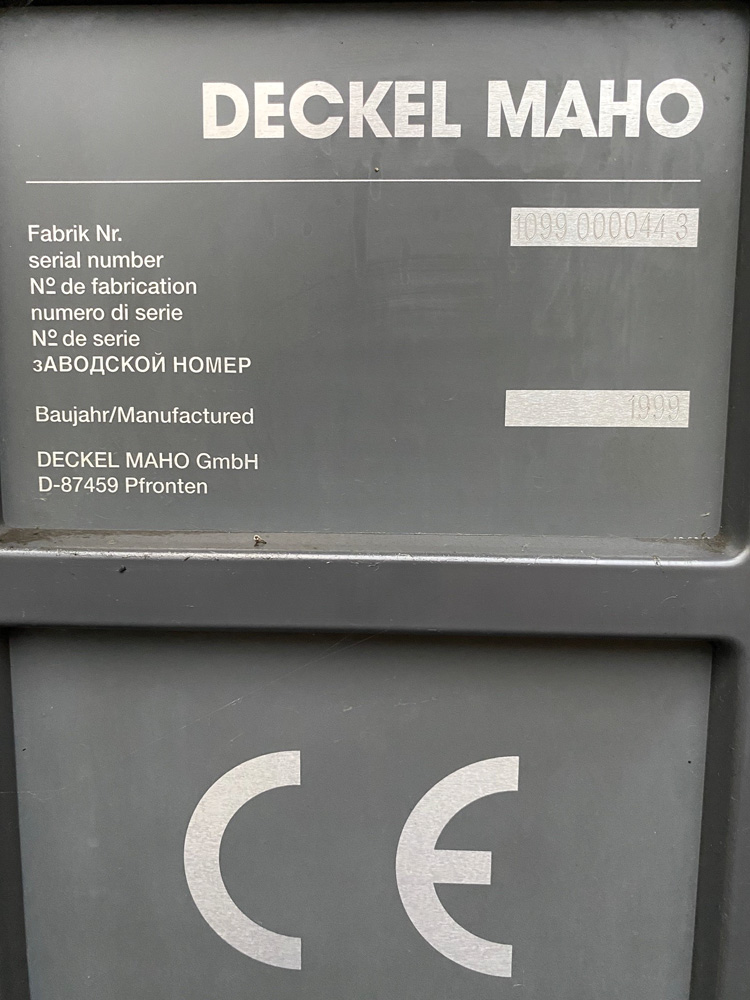 DECKEL MAHO
Fabrik Nr. 1099 000044 3
serial number
Nº de fabrication
numero di serie
Nº de serie
зАВОДСКОЙ НОМЕР
Baujahr/Manufactured 1999
DECKEL MAHO GmbH
D-87459 Pfronten
CE